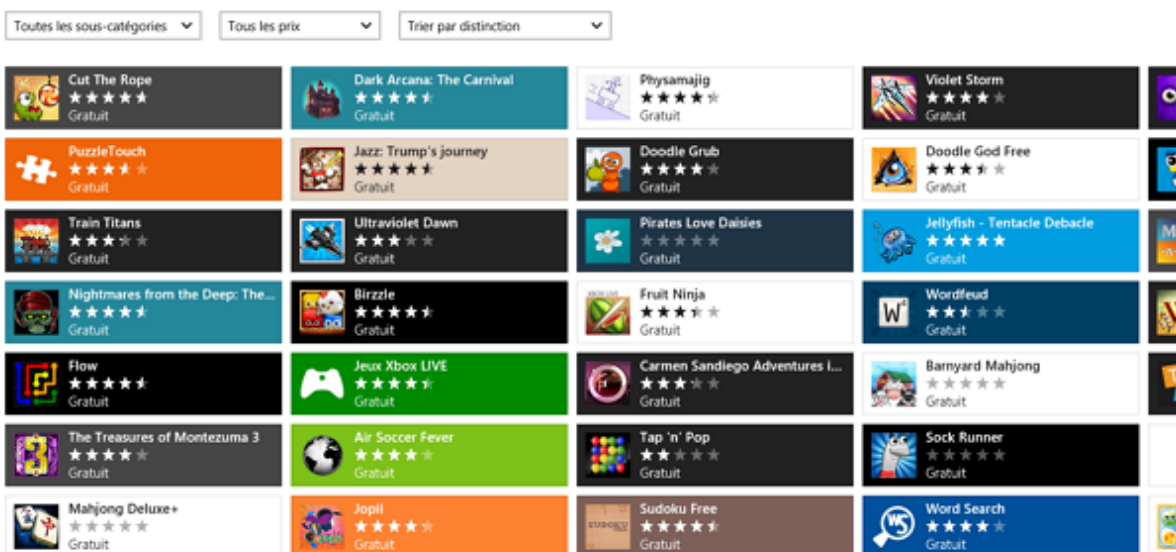 Toutes les sous-catégories
Tous les prix
Trier par distinction
Cut The Rope
Gratuit
Dark Arcana: The Carnival
Gratuit
Physamajig
Gratuit
Violet Storm
Gratuit
PuzzleTouch
Gratuit
Jazz: Trump's journey
Gratuit
Doodle Grub
Gratuit
Doodle God Free
Gratuit
Train Titans
Gratuit
Ultraviolet Dawn
Gratuit
Pirates Love Daisies
Gratuit
Jellyfish - Tentacle Debacle
Gratuit
Nightmares from the Deep: The...
Gratuit
Birzzle
Gratuit
XBOX LIVE
Fruit Ninja
Gratuit
W
Wordfeud
Gratuit
Flow
Gratuit
Jeux Xbox LIVE
Gratuit
Carmen Sandiego Adventures i...
Gratuit
Barnyard Mahjong
Gratuit
3
The Treasures of Montezuma 3
Gratuit
Air Soccer Fever
Gratuit
Tap 'n' Pop
Gratuit
Sock Runner
Gratuit
Mahjong Deluxe+
Gratuit
Jopii
Gratuit
SUDOKU
Sudoku Free
Gratuit
WS
Word Search
Gratuit